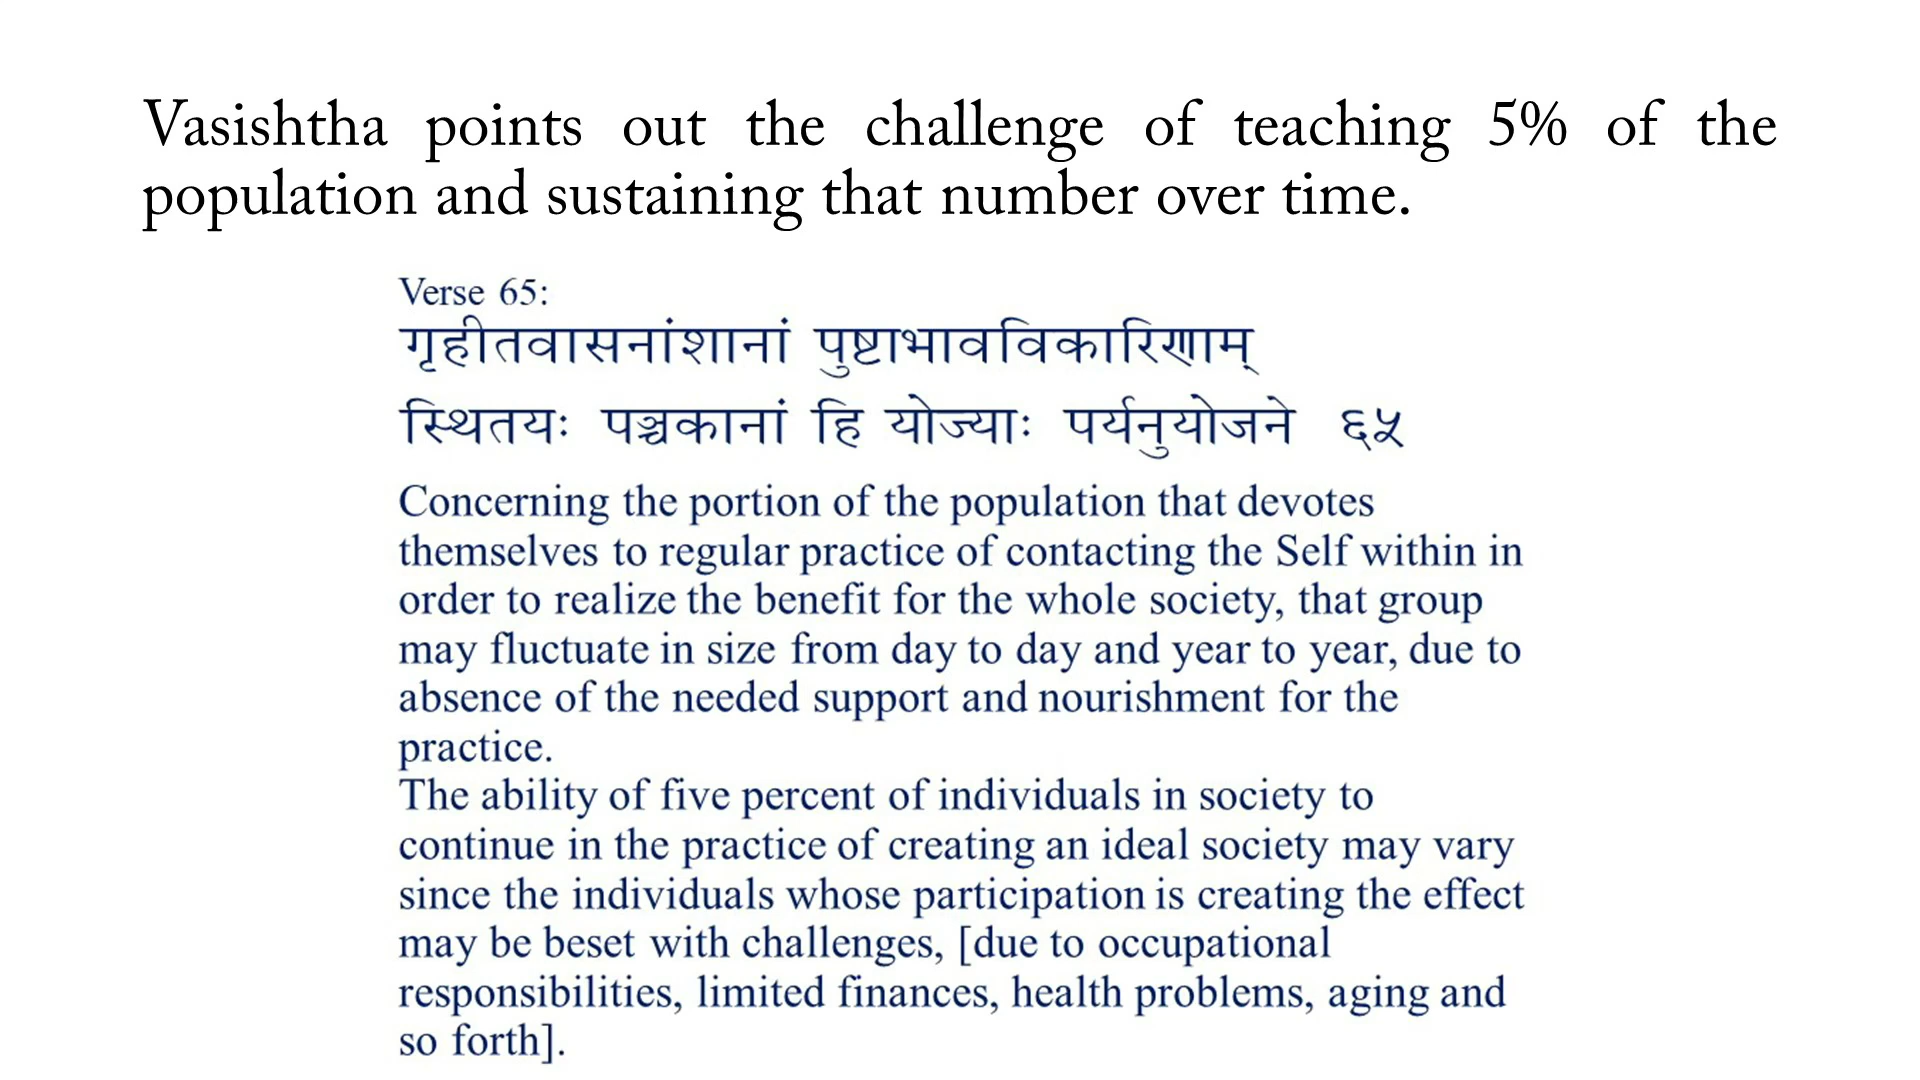 Vasishtha points out the challenge of teaching 5% of the
population and sustaining that number over time.
Verse 65:
गृहीतवासनांशानां पुष्टाभावविकारिणाम्
स्थितयः पञ्चकानां हि योज्याः पर्यनुयोजने ६५
Concerning the portion of the population that devotes
themselves to regular practice of contacting the Self within in
order to realize the benefit for the whole society, that group
may fluctuate in size from day to day and year to year, due to
absence of the needed support and nourishment for the
practice.
The ability of five percent of individuals in society to
continue in the practice of creating an ideal society may vary
since the individuals whose participation is creating the effect
may be beset with challenges, [due to occupational
responsibilities, limited finances, health problems, aging and
so forth].